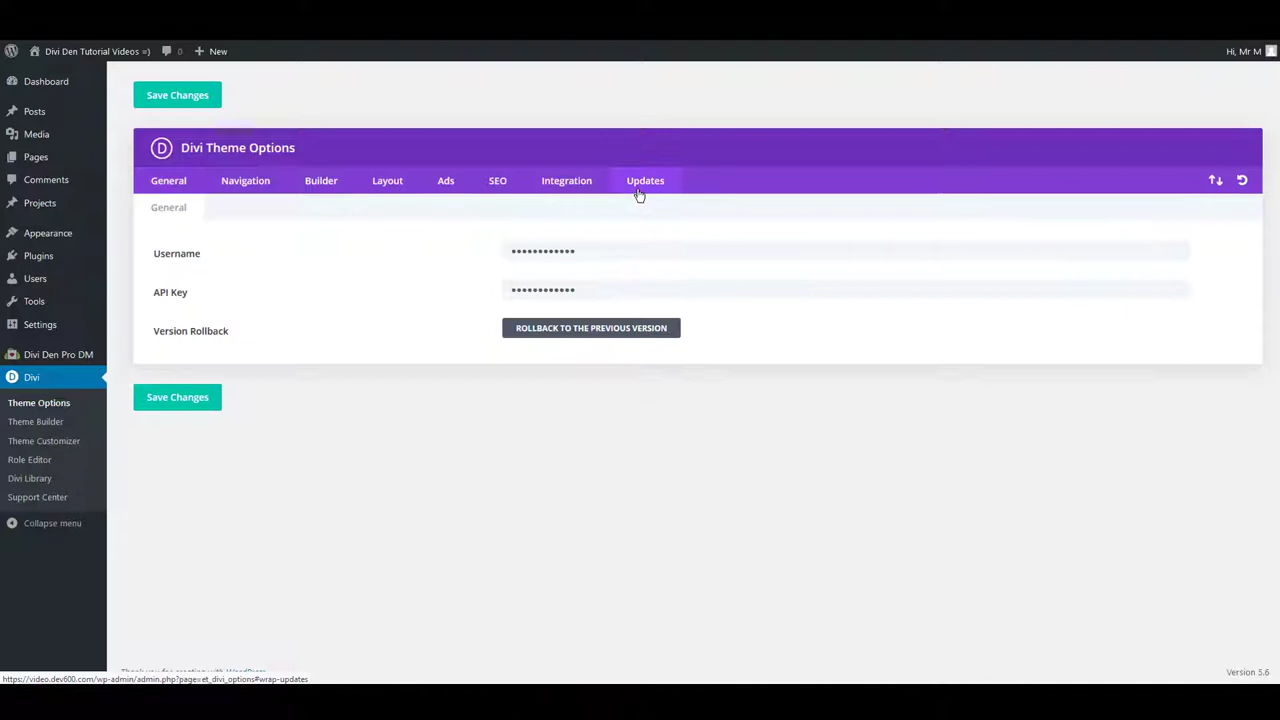 Divi Den Tutorial Videos =)
0
New
Hi, Mr M
Dashboard
Posts
Media
Pages
Comments
Projects
Appearance
Plugins
Users
Tools
Settings
Divi Den Pro DM
Divi
Theme Options
Theme Builder
Theme Customizer
Role Editor
Divi Library
Support Center
Collapse menu
Save Changes
D Divi Theme Options
General Navigation Builder Layout Ads SEO Integration Updates
General
Username ••••••••••••
API Key ••••••••••••
Version Rollback ROLLBACK TO THE PREVIOUS VERSION
Save Changes
Thank you for creating with WordPress
Version 5.6
https://video.dev600.com/wp-admin/admin.php?page=et_divi_options#wrap-updates